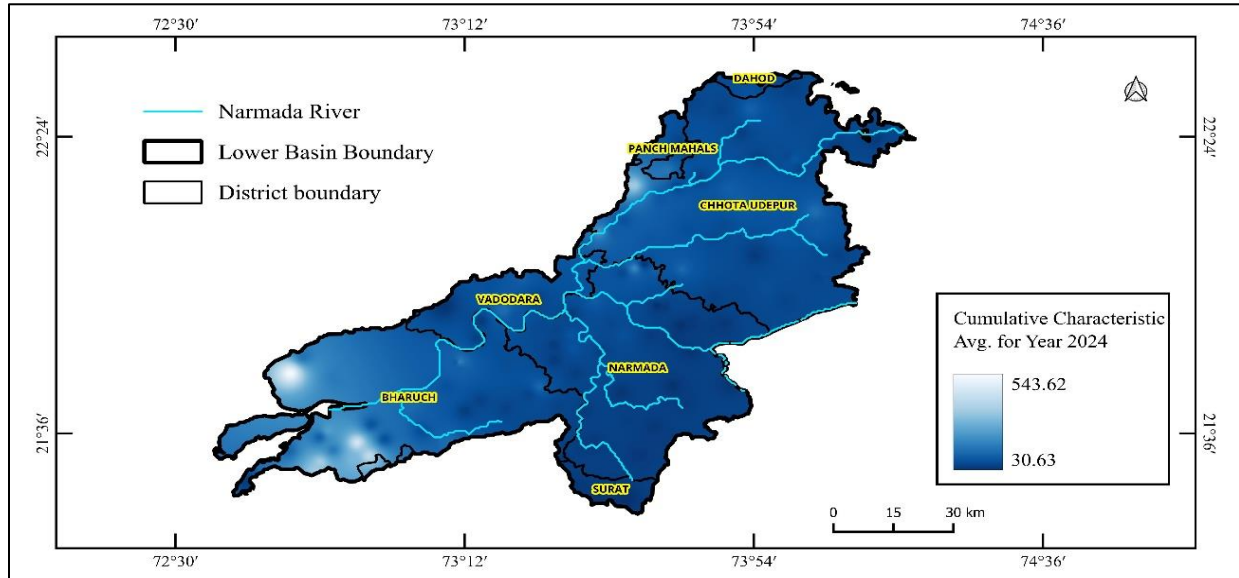 72°30′ 73°12′ 73°54′ 74°36′
DAHOD
Narmada River
22°24′ 22°24′
PANCH MAHALS
Lower Basin Boundary
District boundary
CHHOTA UDEPUR
VADODARA
Cumulative Characteristic
Avg. for Year 2024
NARMADA
543.62
BHARUCH
21°36′ 21°36′
30.63
SURAT
0 15 30 km
72°30′ 73°12′ 73°54′ 74°36′